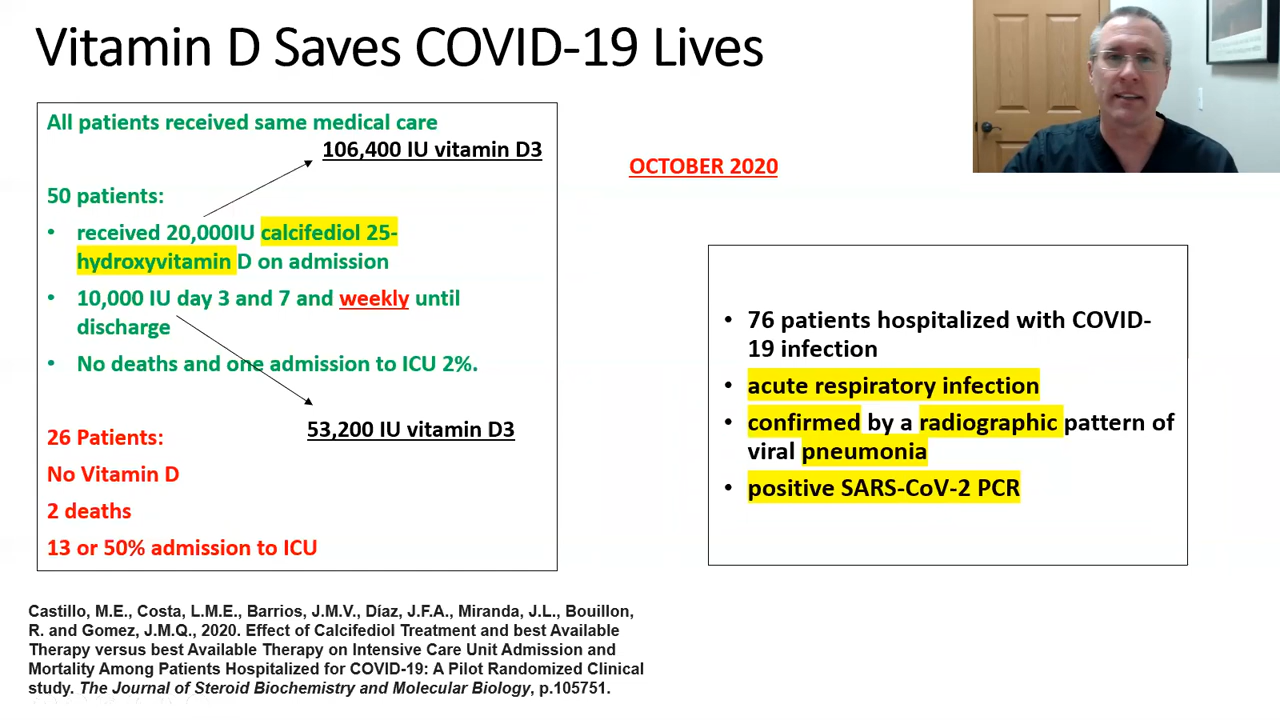 Vitamin D Saves COVID-19 Lives
All patients received same medical care
106,400 IU vitamin D3
50 patients:
• received 20,000IU calcifediol 25-
hydroxyvitamin D on admission
• 10,000 IU day 3 and 7 and weekly until
discharge
• No deaths and one admission to ICU 2%.
53,200 IU vitamin D3
26 Patients:
No Vitamin D
2 deaths
13 or 50% admission to ICU
OCTOBER 2020
• 76 patients hospitalized with COVID-
19 infection
• acute respiratory infection
• confirmed by a radiographic pattern of
viral pneumonia
• positive SARS-CoV-2 PCR
Castillo, M.E., Costa, L.M.E., Barrios, J.M.V., Díaz, J.F.A., Miranda, J.L., Bouillon,
R. and Gomez, J.M.Q., 2020. Effect of Calcifediol Treatment and best Available
Therapy versus best Available Therapy on Intensive Care Unit Admission and
Mortality Among Patients Hospitalized for COVID-19: A Pilot Randomized Clinical
study. The Journal of Steroid Biochemistry and Molecular Biology, p.105751.